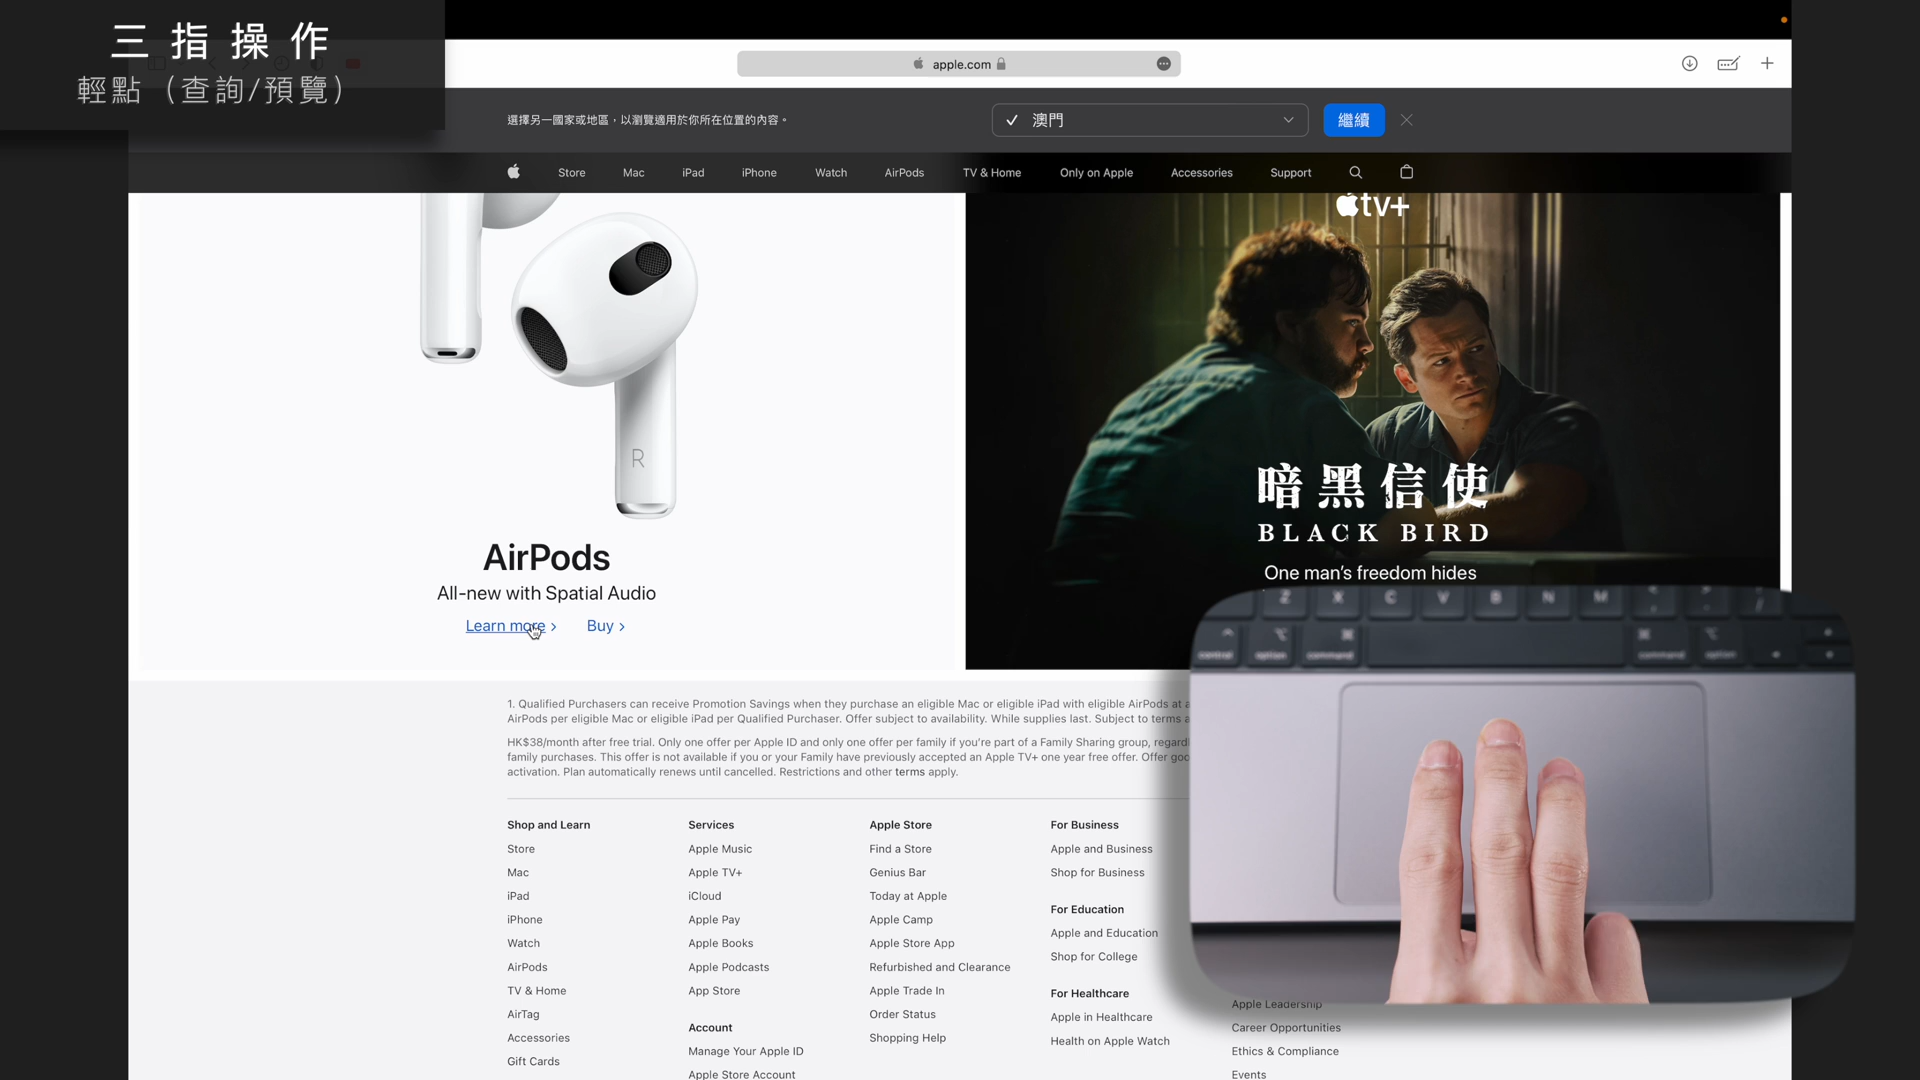 三指操作
輕點（查詢/預覽）
apple.com
選擇另一國家或地區，以瀏覽適用於你所在位置的內容。
澳門
繼續
Store Mac iPad iPhone Watch AirPods TV & Home Only on Apple Accessories Support
tv+
R
暗黑信使
BLACK BIRD
One man's freedom hides
AirPods
All-new with Spatial Audio
Learn more > Buy >
1. Qualified Purchasers can receive Promotion Savings when they purchase an eligible Mac or eligible iPad with eligible AirPods at a
AirPods per eligible Mac or eligible iPad per Qualified Purchaser. Offer subject to availability. While supplies last. Subject to terms a
HK$38/month after free trial. Only one offer per Apple ID and only one offer per family if you're part of a Family Sharing group, regardl
family purchases. This offer is not available if you or your Family have previously accepted an Apple TV+ one year free offer. Offer goo
activation. Plan automatically renews until cancelled. Restrictions and other terms apply.
Shop and Learn
Store
Mac
iPad
iPhone
Watch
AirPods
TV & Home
AirTag
Accessories
Gift Cards
Services
Apple Music
Apple TV+
iCloud
Apple Pay
Apple Books
Apple Podcasts
App Store
Account
Manage Your Apple ID
Apple Store Account
Apple Store
Find a Store
Genius Bar
Today at Apple
Apple Camp
Apple Store App
Refurbished and Clearance
Apple Trade In
Order Status
Shopping Help
For Business
Apple and Business
Shop for Business
For Education
Apple and Education
Shop for College
For Healthcare
Apple in Healthcare
Health on Apple Watch
Apple Leadership
Career Opportunities
Ethics & Compliance
Events
Z X C V B N M
control option command command option